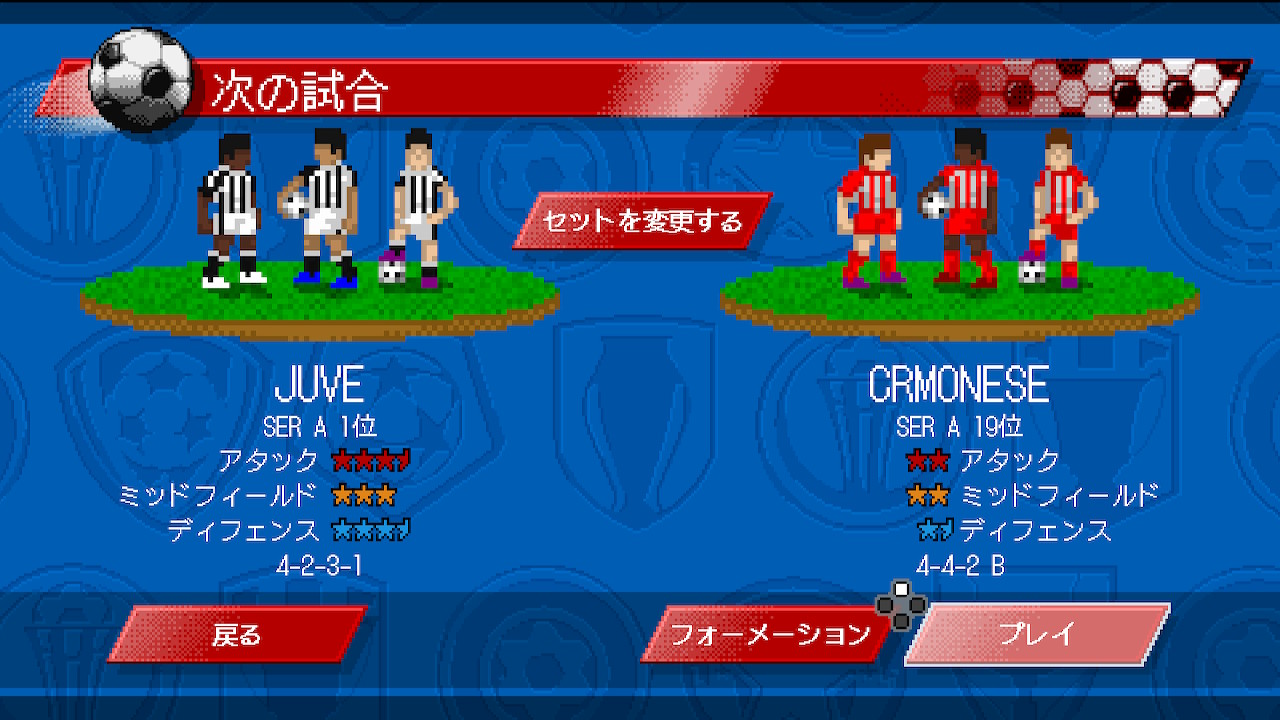 次の試合
セットを変更する
JUVE
SER A 1位
アタック
ミッドフィールド
ディフェンス
4-2-3-1
CRMONESE
SER A 19位
アタック
ミッドフィールド
ディフェンス
4-4-2 B
戻る
フォーメーション
プレイ